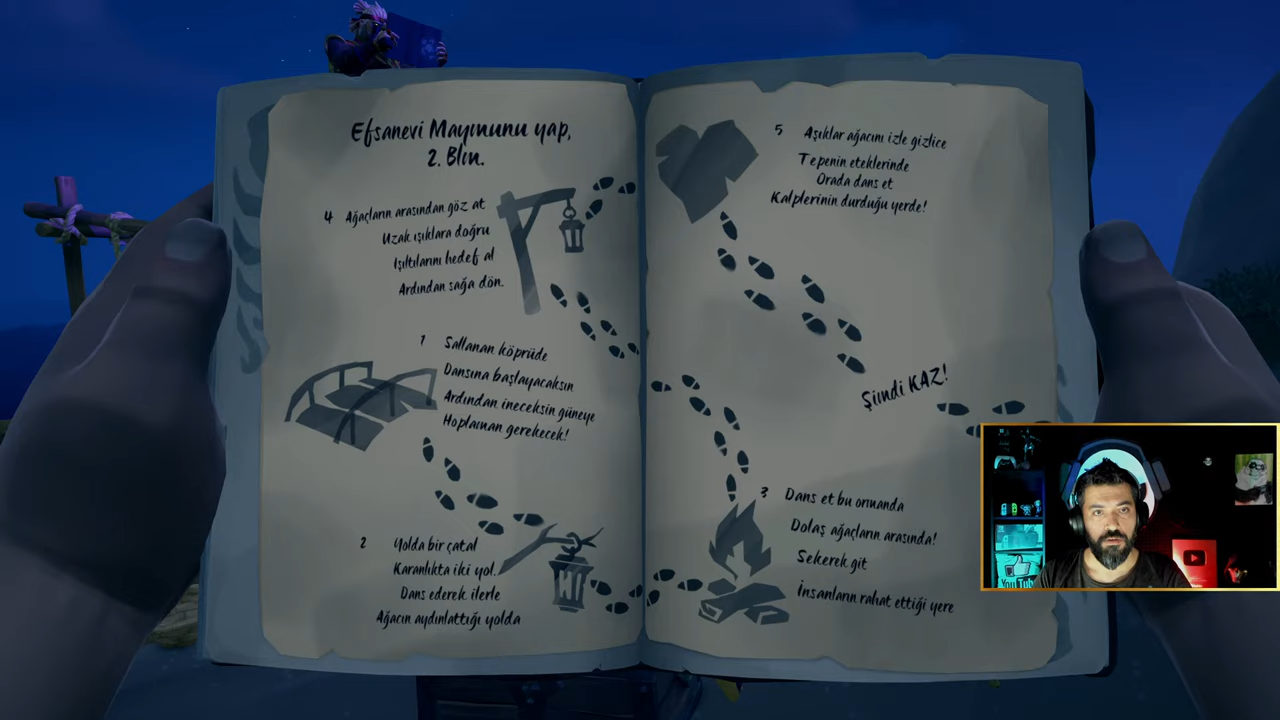 Efsanevi Maymunu yap,
2. Blm.
4 Ağaçların arasından göz at
Uzak ışıklara doğru
Işıltılarını hedef al
Ardından sağa dön.
1 Sallanan köprüde
Dansına başlayacaksın
Ardından ineceksin güneye
Hoplaman gerekecek!
2 Yolda bir çatal
Karanlıkta iki yol.
Dans ederek ilerle
Ağacın aydınlattığı yolda
5 Aşıklar ağacını izle gizlice
Tepenin eteklerinde
Orada dans et
Kalplerinin durduğu yerde!
Şimdi KAZ!
3 Dans et bu ormanda
Dolaş ağaçların arasında!
Sekerek git
İnsanların rahat ettiği yere
YouTube